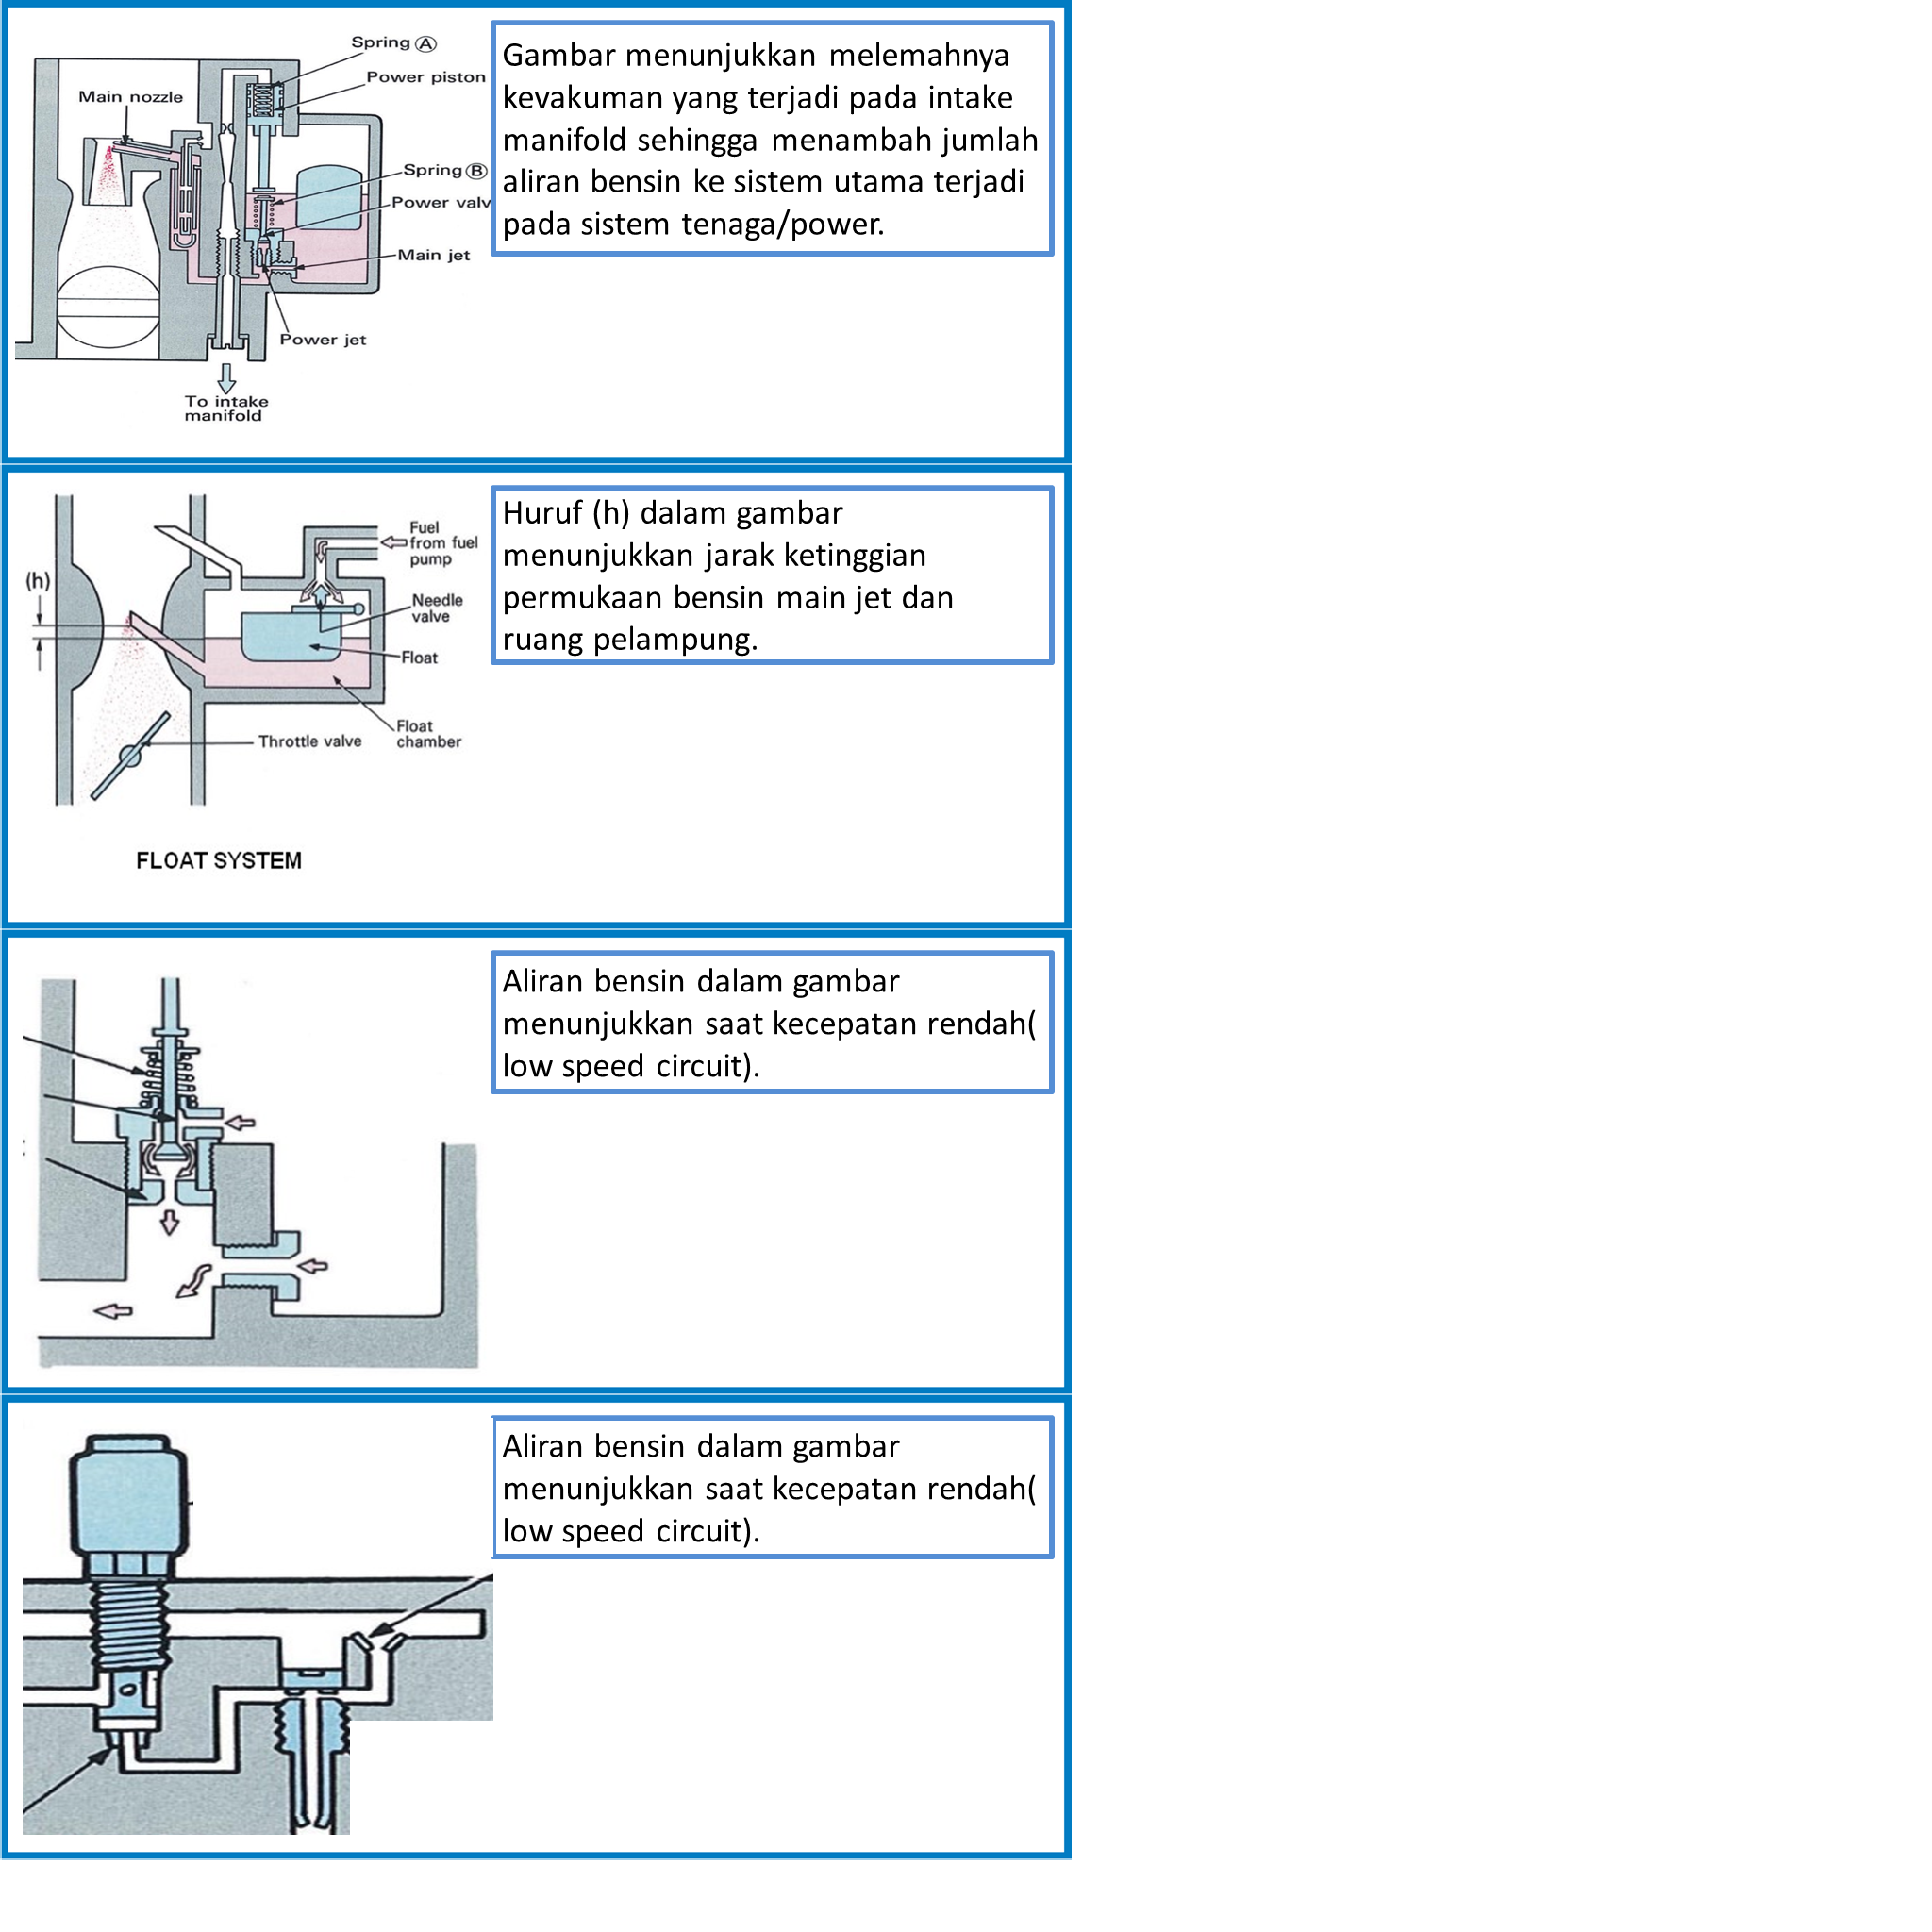 Spring Ⓐ
Power piston
Main nozzle
Spring Ⓑ
Power valv
Main jet
Power jet
To intake
manifold
Gambar menunjukkan melemahnya
kevakuman yang terjadi pada intake
manifold sehingga menambah jumlah
aliran bensin ke sistem utama terjadi
pada sistem tenaga/power.
Fuel
from fuel
pump
(h)
Needle
valve
Float
Float
chamber
Throttle valve
FLOAT SYSTEM
Huruf (h) dalam gambar
menunjukkan jarak ketinggian
permukaan bensin main jet dan
ruang pelampung.
Aliran bensin dalam gambar
menunjukkan saat kecepatan rendah(
low speed circuit).
Aliran bensin dalam gambar
menunjukkan saat kecepatan rendah(
low speed circuit).